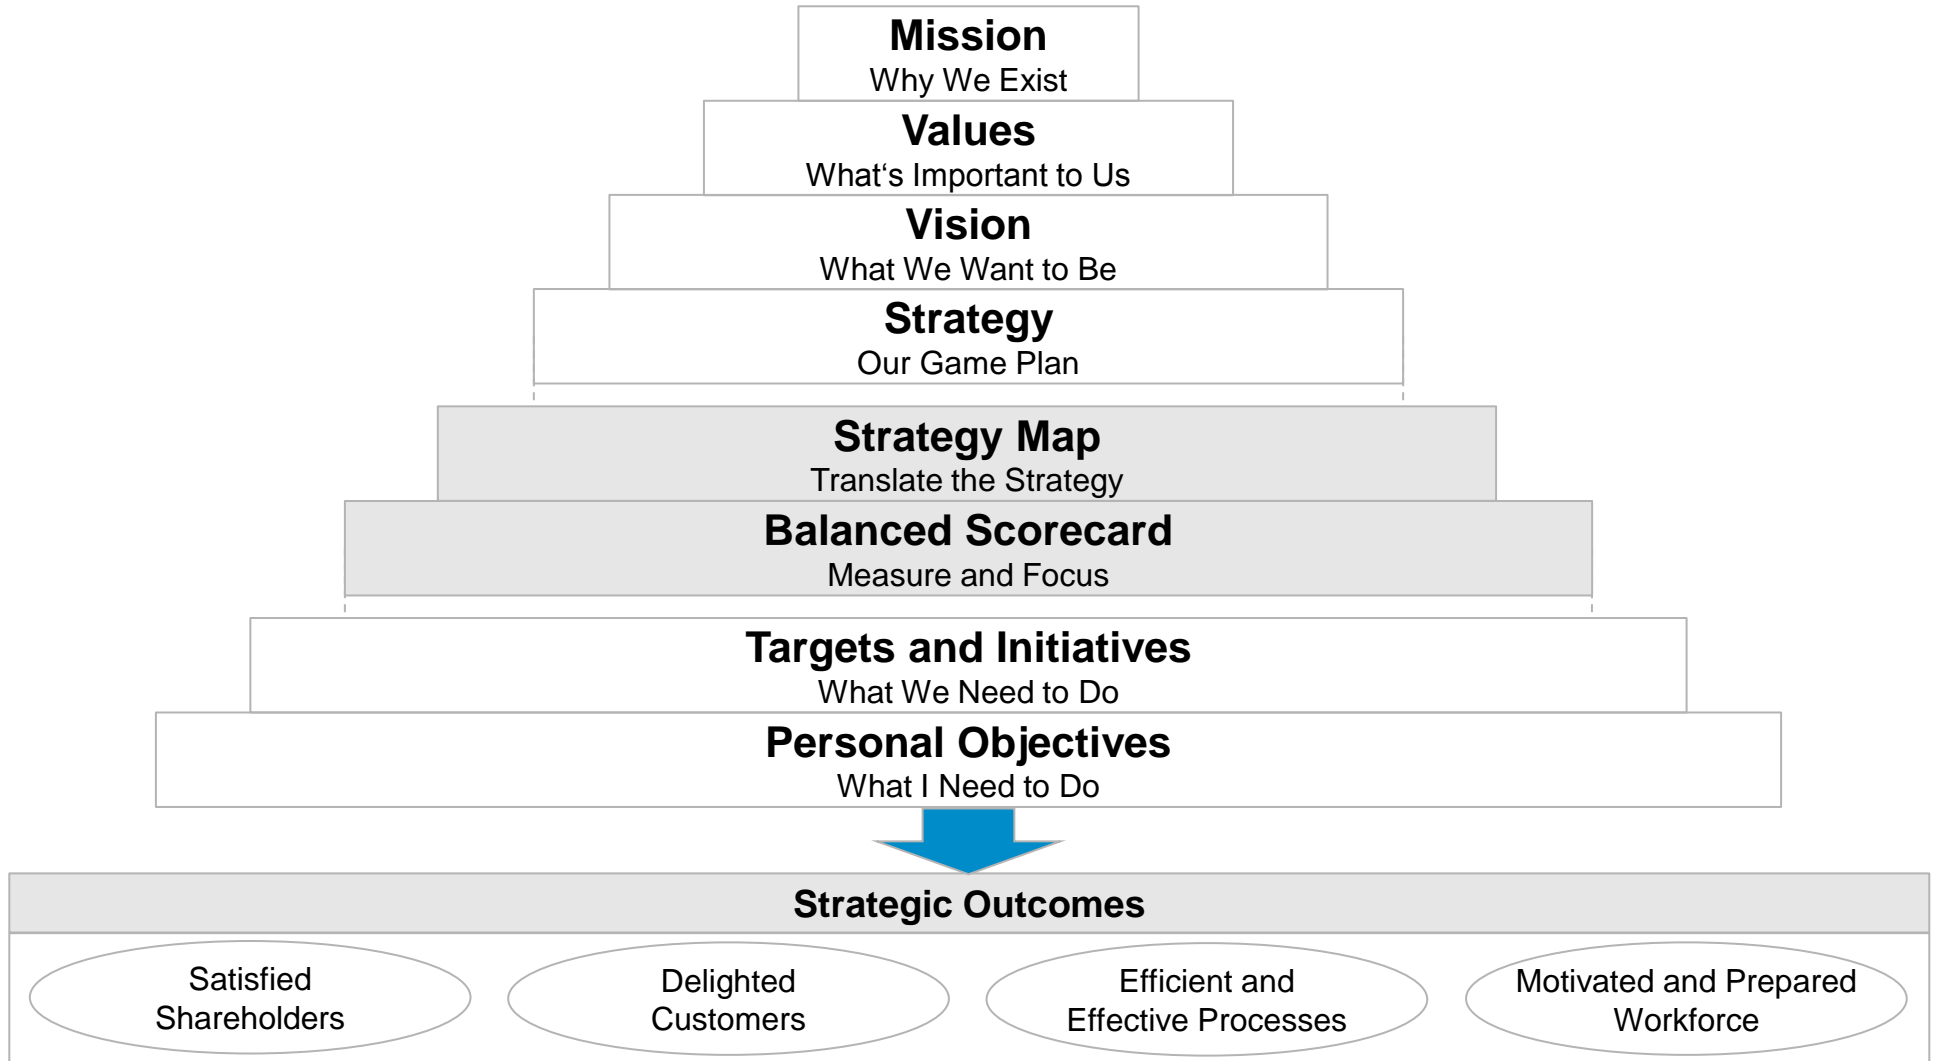 Mission
Why We Exist
Values
What‘s Important to Us
Vision
What We Want to Be
Strategy
Our Game Plan
Strategy Map
Translate the Strategy
Balanced Scorecard
Measure and Focus
Targets and Initiatives
What We Need to Do
Personal Objectives
What I Need to Do
Strategic Outcomes
Satisfied
Shareholders
Delighted
Customers
Efficient and
Effective Processes
Motivated and Prepared
Workforce